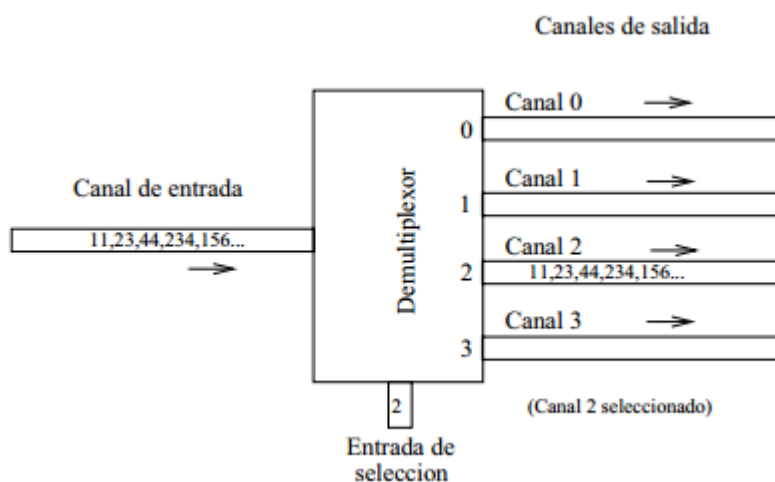 Canales de salida
Canal 0
0
Canal de entrada
Canal 1
1
11,23,44,234,156...
Demultiplexor
Canal 2
2
11,23,44,234,156...
Canal 3
3
2
(Canal 2 seleccionado)
Entrada de
seleccion